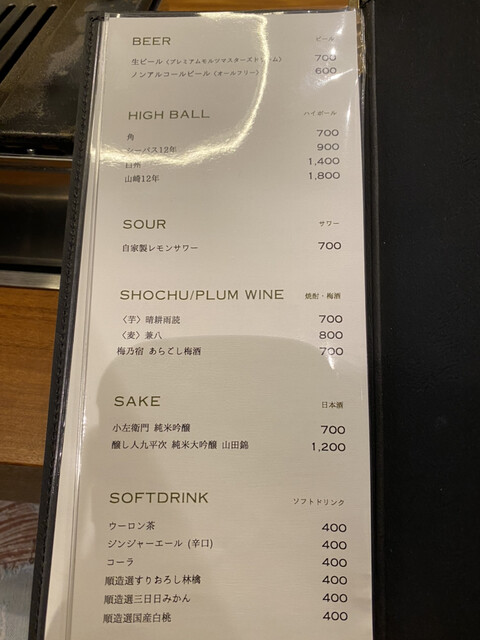 BEER ビール
生ビール〈プレミアムモルツマスターズドリーム〉 700
ノンアルコールビール〈オールフリー〉 600
HIGH BALL ハイボール
角 700
シーバス12年 900
白州 1,400
山崎12年 1,800
SOUR サワー
自家製レモンサワー 700
SHOCHU/PLUM WINE 焼酎・梅酒
〈芋〉晴耕雨読 700
〈麦〉兼八 800
梅乃宿 あらごし梅酒 700
SAKE 日本酒
小左衛門 純米吟醸 700
醸し人九平次 純米大吟醸 山田錦 1,200
SOFTDRINK ソフトドリンク
ウーロン茶 400
ジンジャーエール (辛口) 400
コーラ 400
順造選すりおろし林檎 400
順造選三日日みかん 400
順造選国産白桃 400